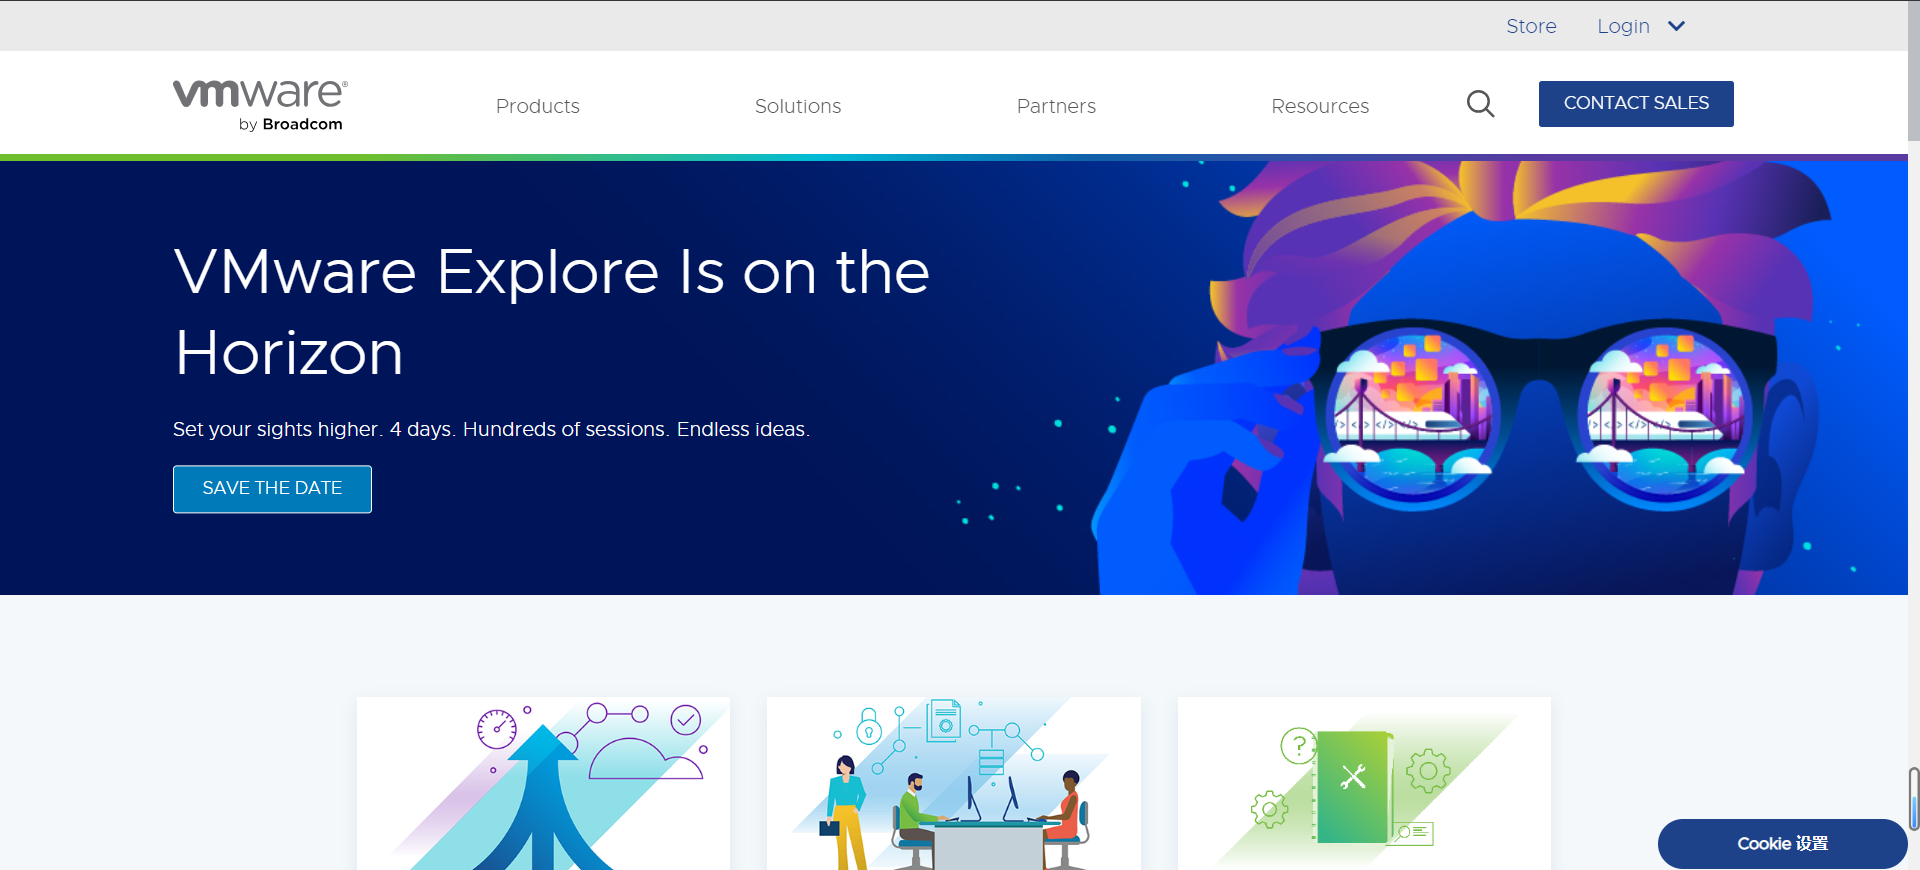 Store Login
vmware®
by Broadcom
Products Solutions Partners Resources
CONTACT SALES
VMware Explore Is on the
Horizon
Set your sights higher. 4 days. Hundreds of sessions. Endless ideas.
SAVE THE DATE
</> </> </>
</> </> </>
?
Cookie 设置